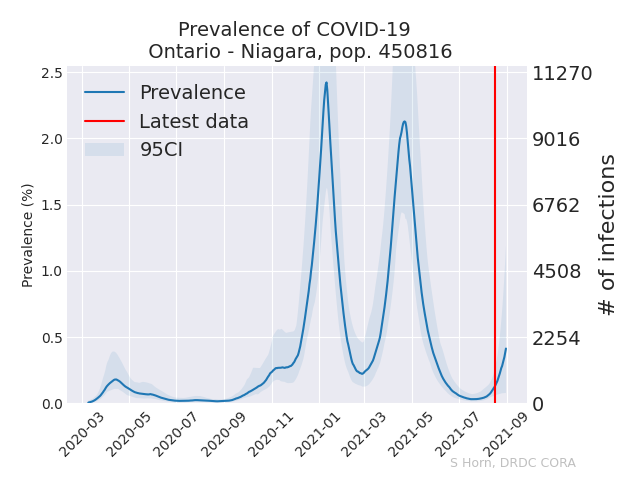 Prevalence of COVID-19
Ontario - Niagara, pop. 450816
Prevalence
Latest data
95CI
Prevalence (%)
2.5
2.0
1.5
1.0
0.5
0.0
11270
9016
6762
4508
2254
0
# of infections
2020-03
2020-05
2020-07
2020-09
2020-11
2021-01
2021-03
2021-05
2021-07
2021-09
S Horn, DRDC CORA